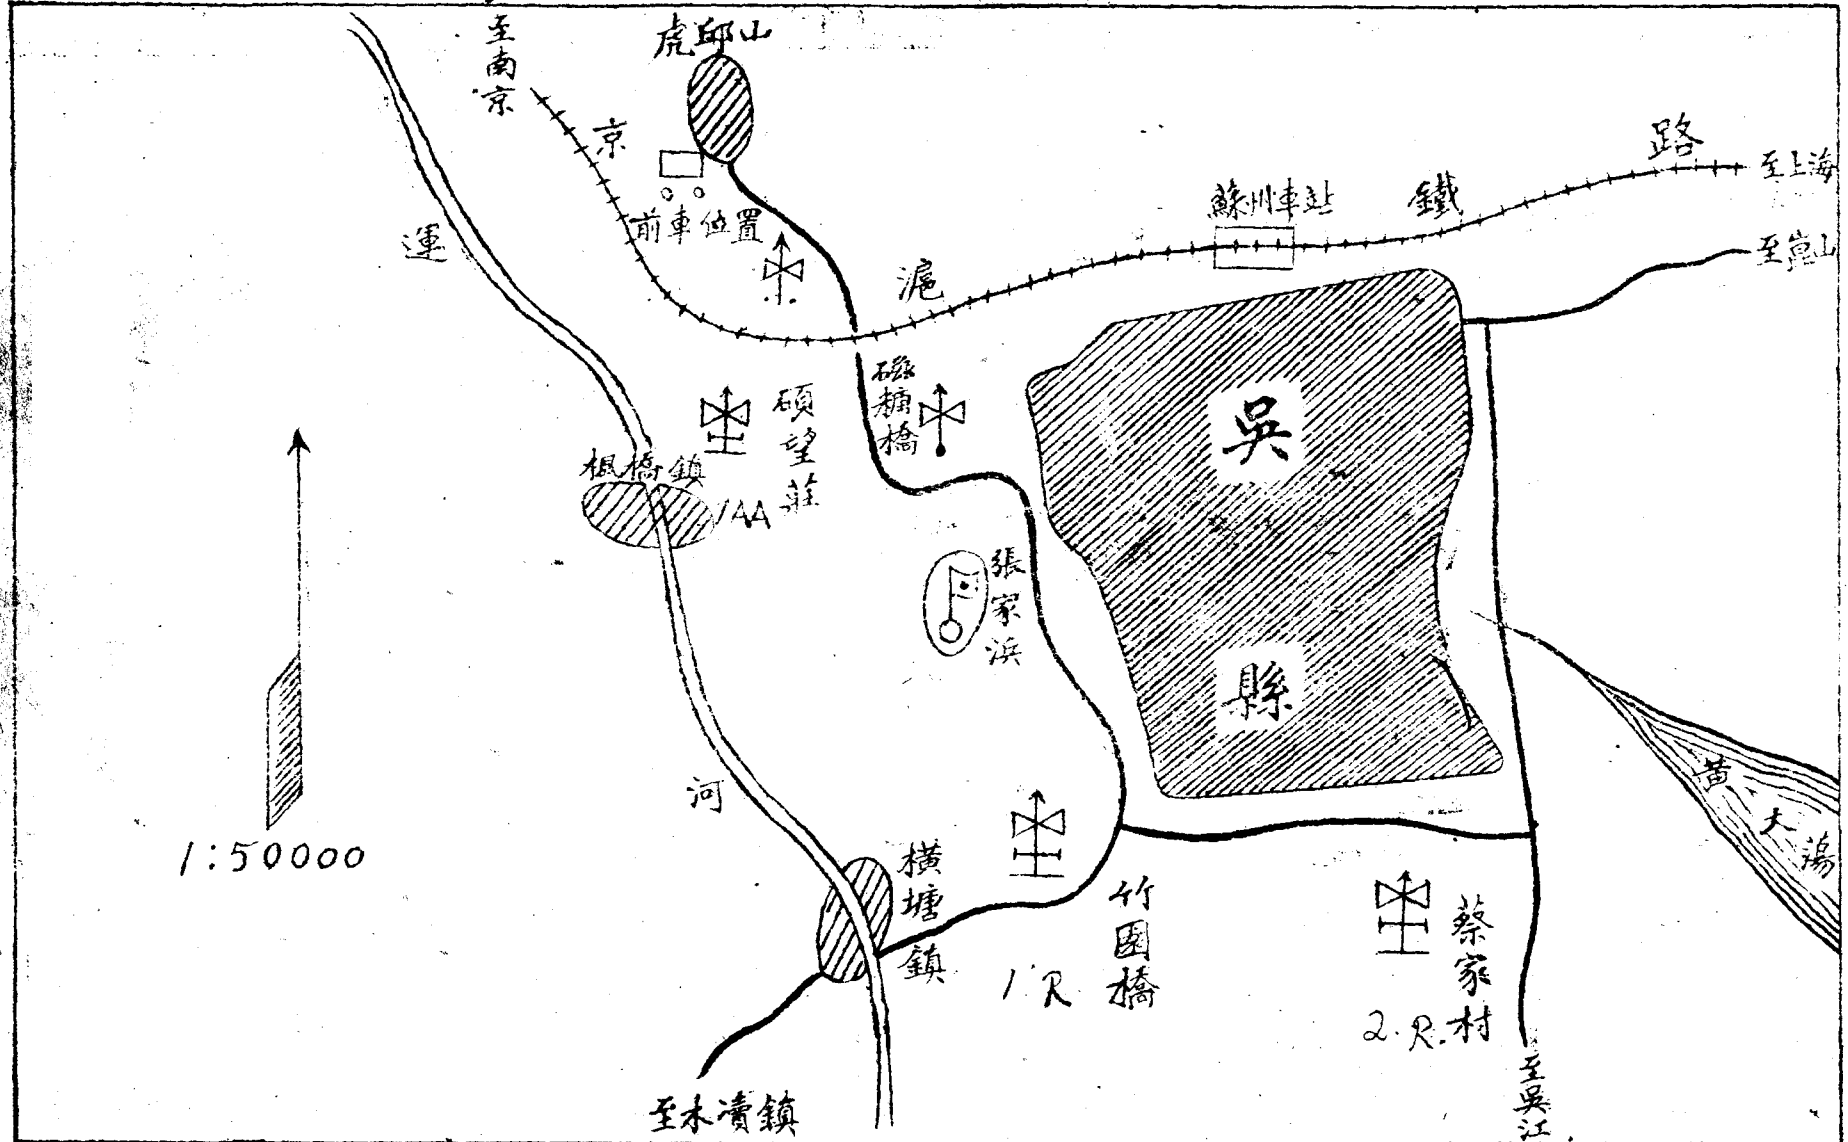 至南京
虎邱山
京
滬
鐵
路
至上海
前車位置
蘇州車站
至崑山
運
河
磁糖橋
碩望莊
楓橋鎮
1AA
吳
縣
張家浜
黃大蕩
1:50000
橫塘鎮
1R
竹園橋
2.R.
蔡家村
至木瀆鎮
至吳江